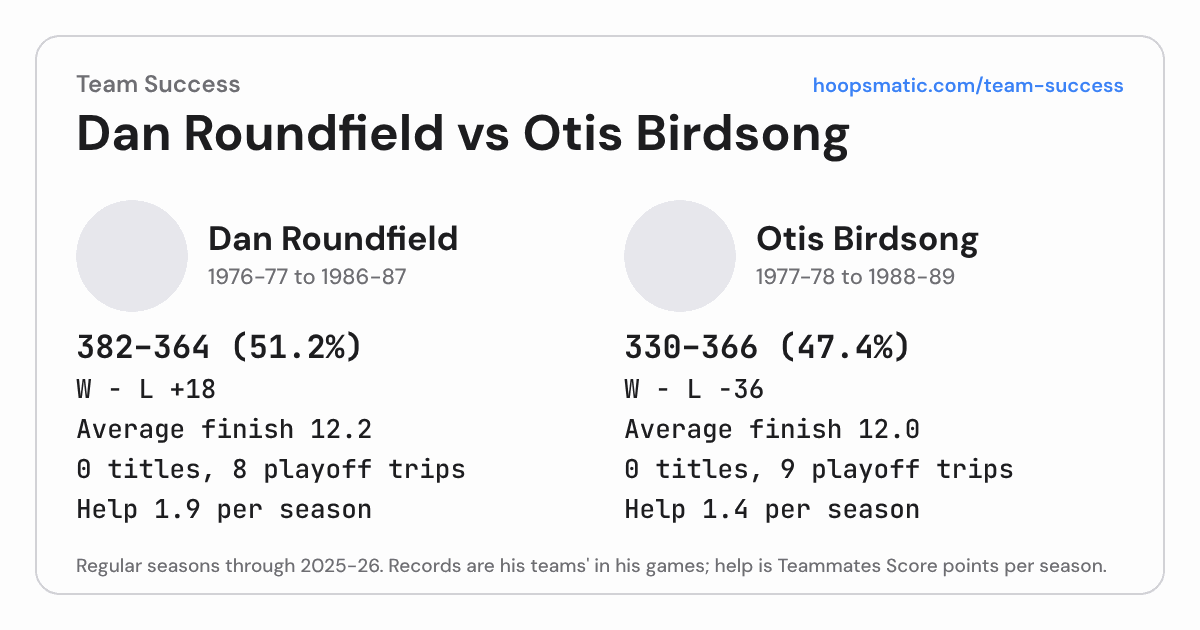 Team Success
hoopsmatic.com/team-success
Dan Roundfield vs Otis Birdsong
Dan Roundfield
1976-77 to 1986-87
382-364 (51.2%)
W - L +18
Average finish 12.2
0 titles, 8 playoff trips
Help 1.9 per season
Otis Birdsong
1977-78 to 1988-89
330-366 (47.4%)
W - L -36
Average finish 12.0
0 titles, 9 playoff trips
Help 1.4 per season
Regular seasons through 2025-26. Records are his teams' in his games; help is Teammates Score points per season.